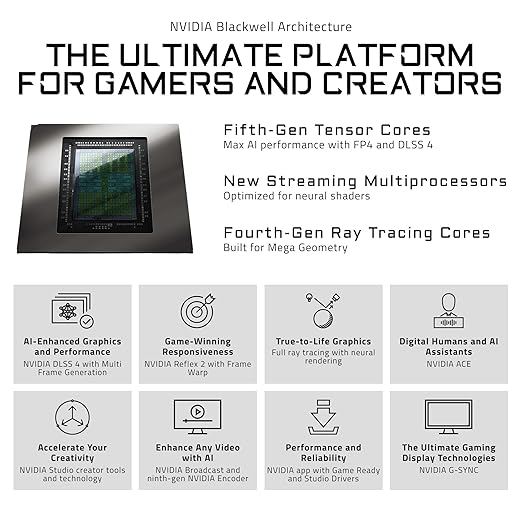 NVIDIA Blackwell Architecture
THE ULTIMATE PLATFORM
FOR GAMERS AND CREATORS
Fifth-Gen Tensor Cores
Max AI performance with FP4 and DLSS 4
New Streaming Multiprocessors
Optimized for neural shaders
Fourth-Gen Ray Tracing Cores
Built for Mega Geometry
AI-Enhanced Graphics
and Performance
NVIDIA DLSS 4 with Multi
Frame Generation
Game-Winning
Responsiveness
NVIDIA Reflex 2 with Frame
Warp
True-to-Life Graphics
Full ray tracing with neural
rendering
Digital Humans and AI
Assistants
NVIDIA ACE
Accelerate Your
Creativity
NVIDIA Studio creator tools
and technology
Enhance Any Video
with AI
NVIDIA Broadcast and
ninth-gen NVIDIA Encoder
Performance and
Reliability
NVIDIA app with Game Ready
and Studio Drivers
The Ultimate Gaming
Display Technologies
NVIDIA G-SYNC